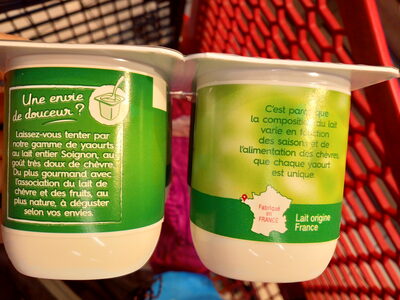 Une envie
de douceur ?
Laissez-vous tenter par
notre gamme de yaourts
au lait entier Soignon, au
goût très doux de chèvre.
Du plus gourmand avec
l'association du lait de
chèvre et des fruits, au
plus nature, à déguster
selon vos envies.
C'est parce que
la composition du lait
varie en fonction
des saisons et de
l'alimentation des chèvres,
que chaque yaourt
est unique.
Fabriqué
en
FRANCE
Lait origine
France